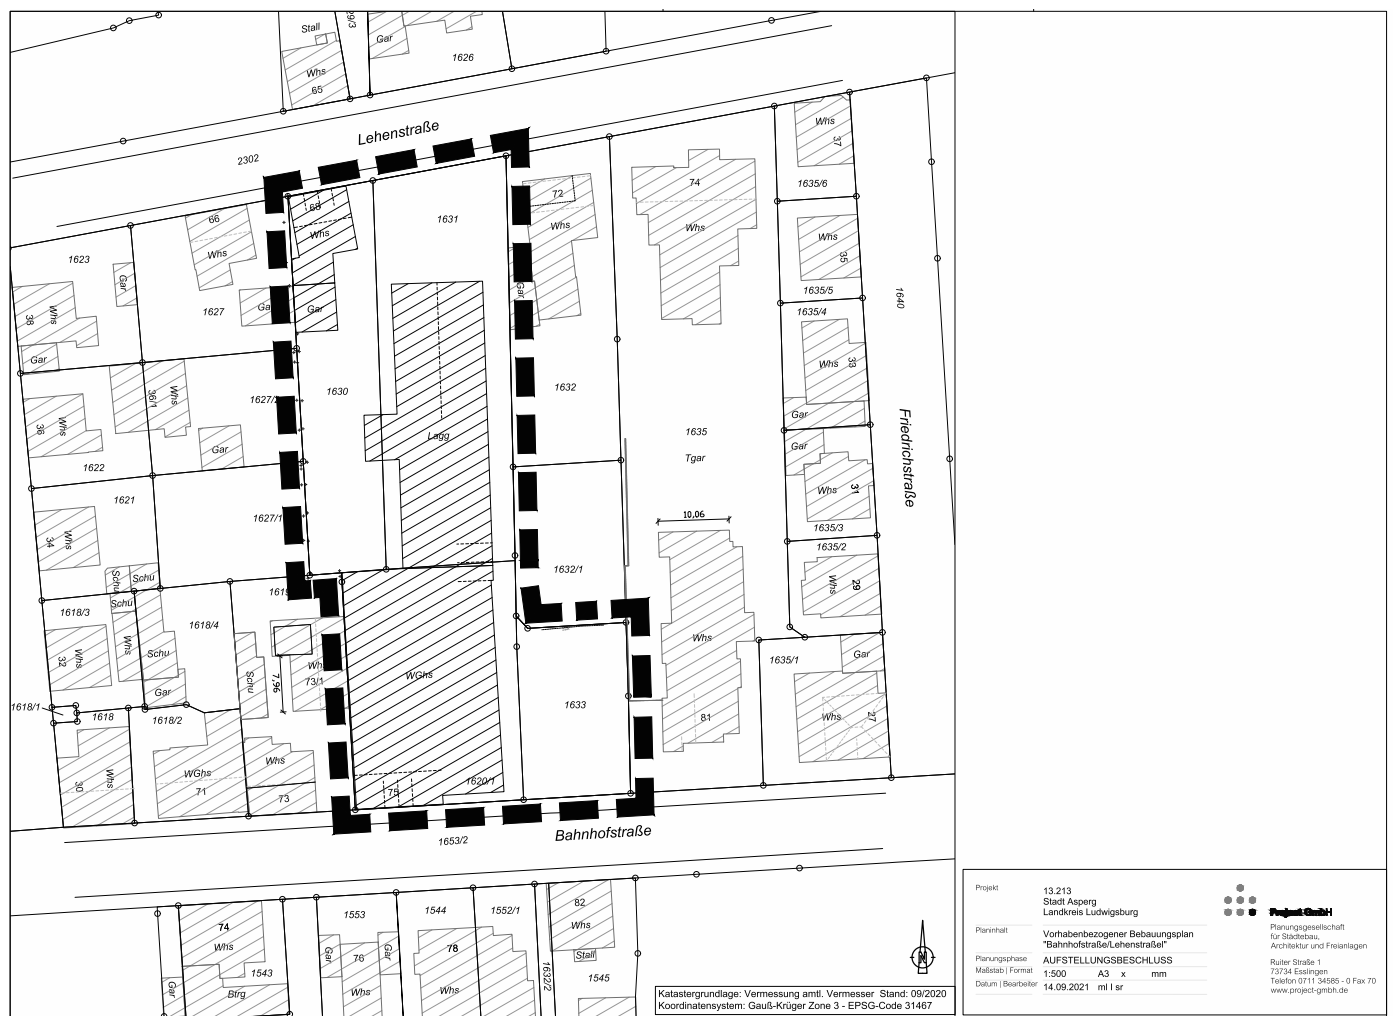 Stall
29/3
Gar
1626
Whs
65
Lehenstraße
2302
Whs
37
1635/6
72
Whs
74
Whs
68
Whs
1631
66
Whs
1623
Gar
1627
Gar
Gar
Whs
35
1635/5
1635/4
1640
Whs
38
Gar
Whs
33
36/1
Whs
1630
1632
Gar
36
Whs
Gar
Lagg
1635
Tgar
Gar
Friedrichstraße
1622
1621
Whs
31
1627/1
10,06
1635/3
1635/2
34
Whs
Schu
Schu
Schu
1632/1
Whs
29
1618/3
1618/4
Whs
32
Whs
Schu
Gar
Schu
7,96
73/1
WGhs
Whs
1635/1
Gar
1618/1
1618
1618/2
1633
81
Whs
27
Whs
30
WGhs
71
Whs
73
75
1620/1
1653/2
Bahnhofstraße
74
Whs
1543
Gar
Btrg
1553
Gar
76
Gar
Whs
1544
78
Whs
1552/1
1632/2
82
Whs
Stall
1545
N
Katastergrundlage: Vermessung amtl. Vermesser Stand: 09/2020
Koordinatensystem: Gauß-Krüger Zone 3 - EPSG-Code 31467
Projekt
13.213
Stadt Asperg
Landkreis Ludwigsburg
Planinhalt
Vorhabenbezogener Bebauungsplan
"Bahnhofstraße/Lehenstraßel"
Planungsphase
AUFSTELLUNGSBESCHLUSS
Maßstab | Format
1:500 A3 x mm
Datum | Bearbeiter
14.09.2021 ml I sr
Project GmbH
Planungsgesellschaft
für Städtebau,
Architektur und Freianlagen
Ruiter Straße 1
73734 Esslingen
Telefon 0711 34585 - 0 Fax 70
www.project-gmbh.de